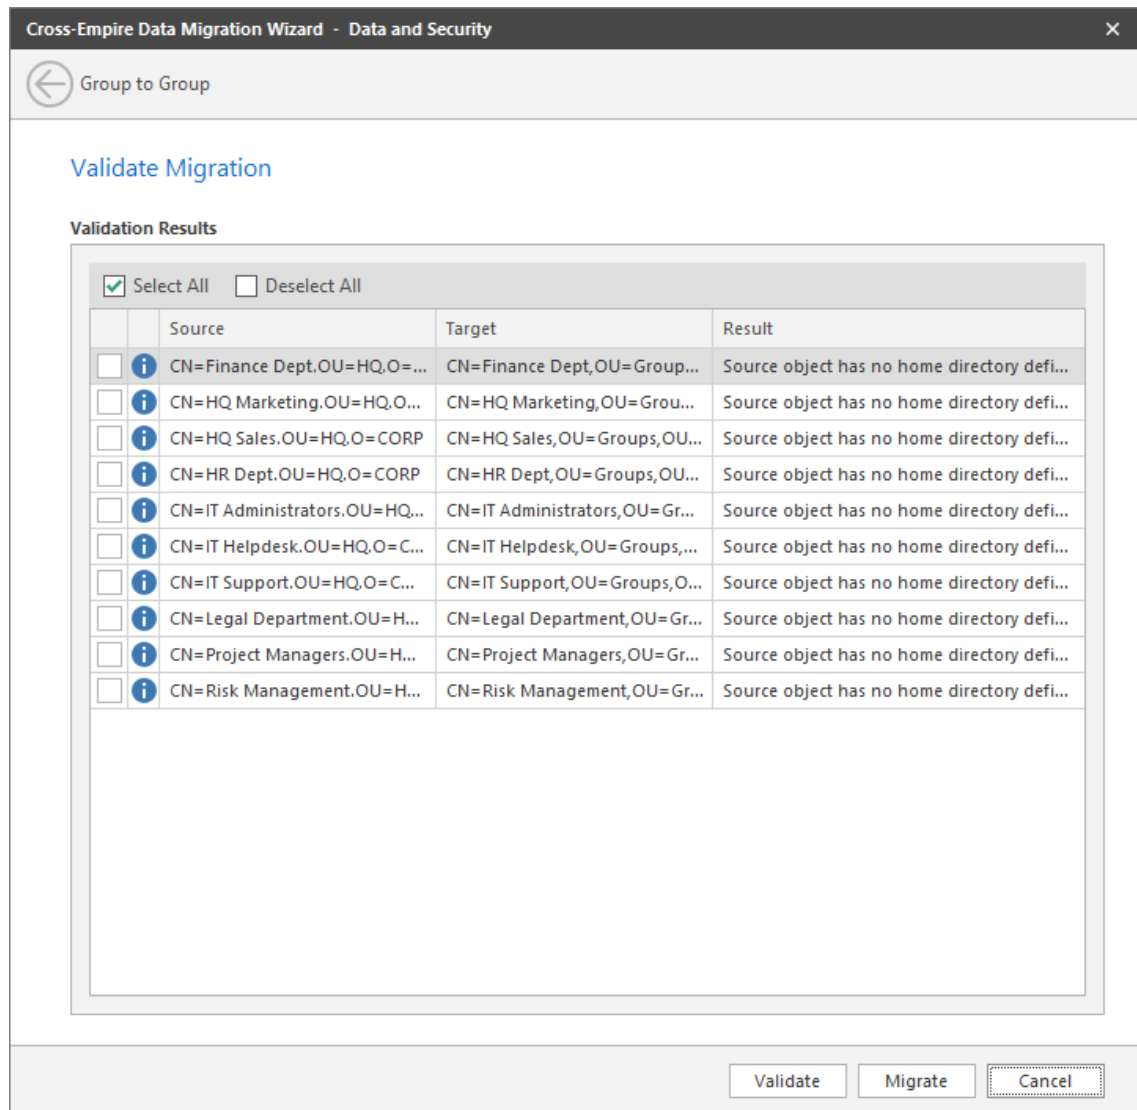 Cross-Empire Data Migration Wizard - Data and Security
Group to Group
Validate Migration
Validation Results
Select All Deselect All
Source Target Result
CN=Finance Dept.OU=HQ.O=... CN=Finance Dept,OU=Group... Source object has no home directory defi...
CN=HQ Marketing.OU=HQ.O... CN=HQ Marketing,OU=Grou... Source object has no home directory defi...
CN=HQ Sales.OU=HQ.O=CORP CN=HQ Sales,OU=Groups,OU... Source object has no home directory defi...
CN=HR Dept.OU=HQ.O=CORP CN=HR Dept,OU=Groups,OU... Source object has no home directory defi...
CN=IT Administrators.OU=HQ... CN=IT Administrators,OU=Gr... Source object has no home directory defi...
CN=IT Helpdesk.OU=HQ.O=C... CN=IT Helpdesk,OU=Groups,... Source object has no home directory defi...
CN=IT Support.OU=HQ.O=C... CN=IT Support,OU=Groups,O... Source object has no home directory defi...
CN=Legal Department.OU=H... CN=Legal Department,OU=Gr... Source object has no home directory defi...
CN=Project Managers.OU=H... CN=Project Managers,OU=Gr... Source object has no home directory defi...
CN=Risk Management.OU=H... CN=Risk Management,OU=Gr... Source object has no home directory defi...
Validate Migrate Cancel